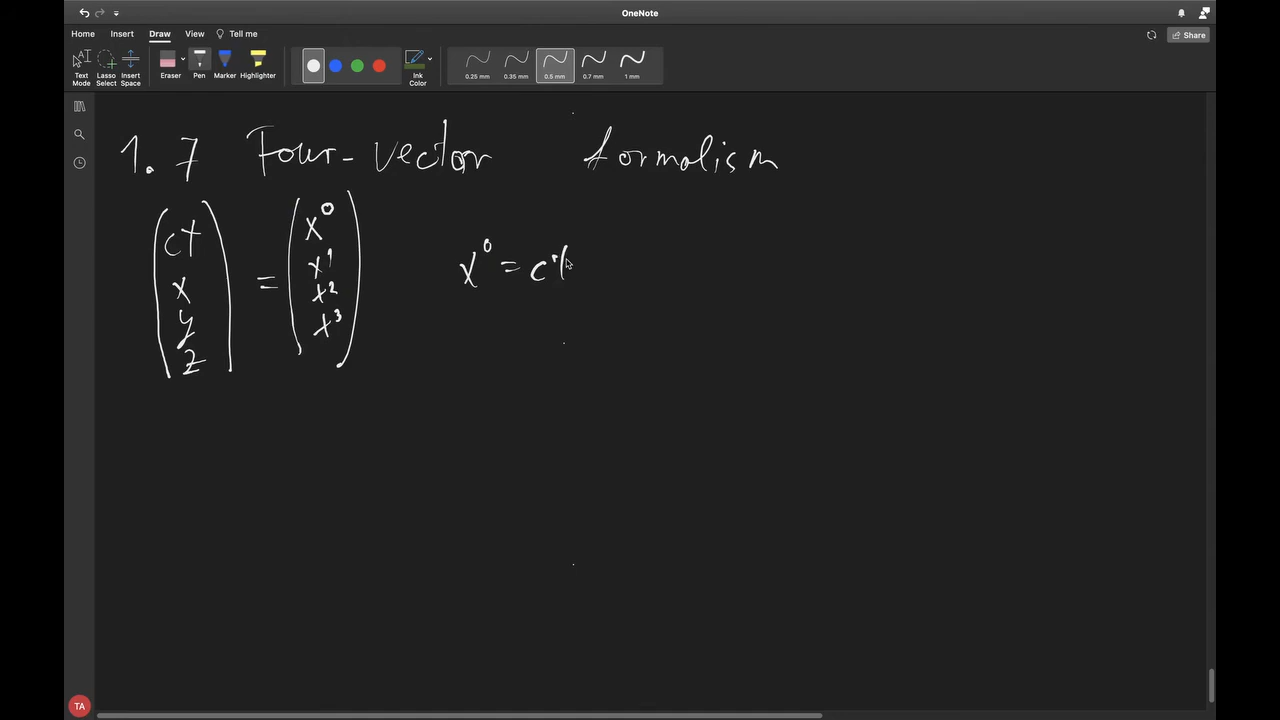 OneNote
Home Insert Draw View Tell me
Share
Text Mode
Lasso Select
Insert Space
Eraser
Pen
Marker
Highlighter
Ink Color
0.25 mm
0.35 mm
0.5 mm
0.7 mm
1 mm
1.7 Four-vector formalism
ct
x
y
z
=
x⁰
x¹
x²
x³
x⁰ = ct
TA